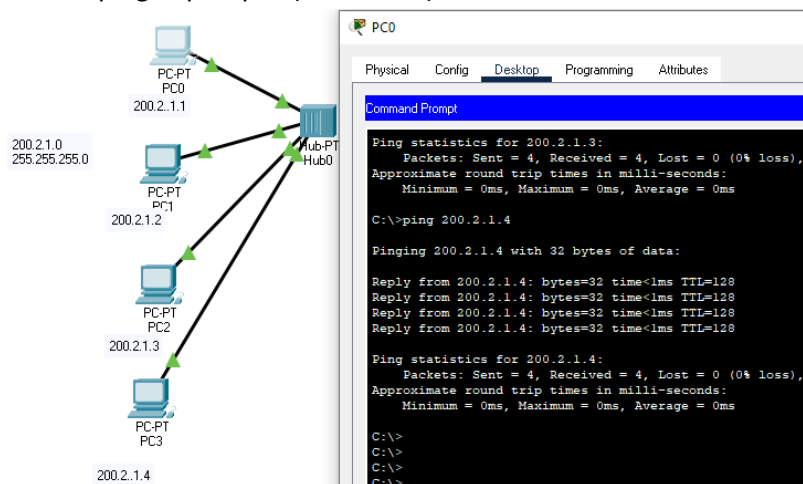 PC-PT
PC0
200.2..1.1
200.2.1.0
255.255.255.0
Hub-PT
Hub0
PC-PT
PC1
200.2.1.2
PC-PT
PC2
200.2.1.3
PC-PT
PC3
200.2..1.4
PC0
Physical Config Desktop Programming Attributes
Command Prompt
Ping statistics for 200.2.1.3:
Packets: Sent = 4, Received = 4, Lost = 0 (0% loss),
Approximate round trip times in milli-seconds:
Minimum = 0ms, Maximum = 0ms, Average = 0ms
C:\>ping 200.2.1.4
Pinging 200.2.1.4 with 32 bytes of data:
Reply from 200.2.1.4: bytes=32 time<1ms TTL=128
Reply from 200.2.1.4: bytes=32 time<1ms TTL=128
Reply from 200.2.1.4: bytes=32 time<1ms TTL=128
Reply from 200.2.1.4: bytes=32 time<1ms TTL=128
Ping statistics for 200.2.1.4:
Packets: Sent = 4, Received = 4, Lost = 0 (0% loss),
Approximate round trip times in milli-seconds:
Minimum = 0ms, Maximum = 0ms, Average = 0ms
C:\>
C:\>
C:\>
C:\>